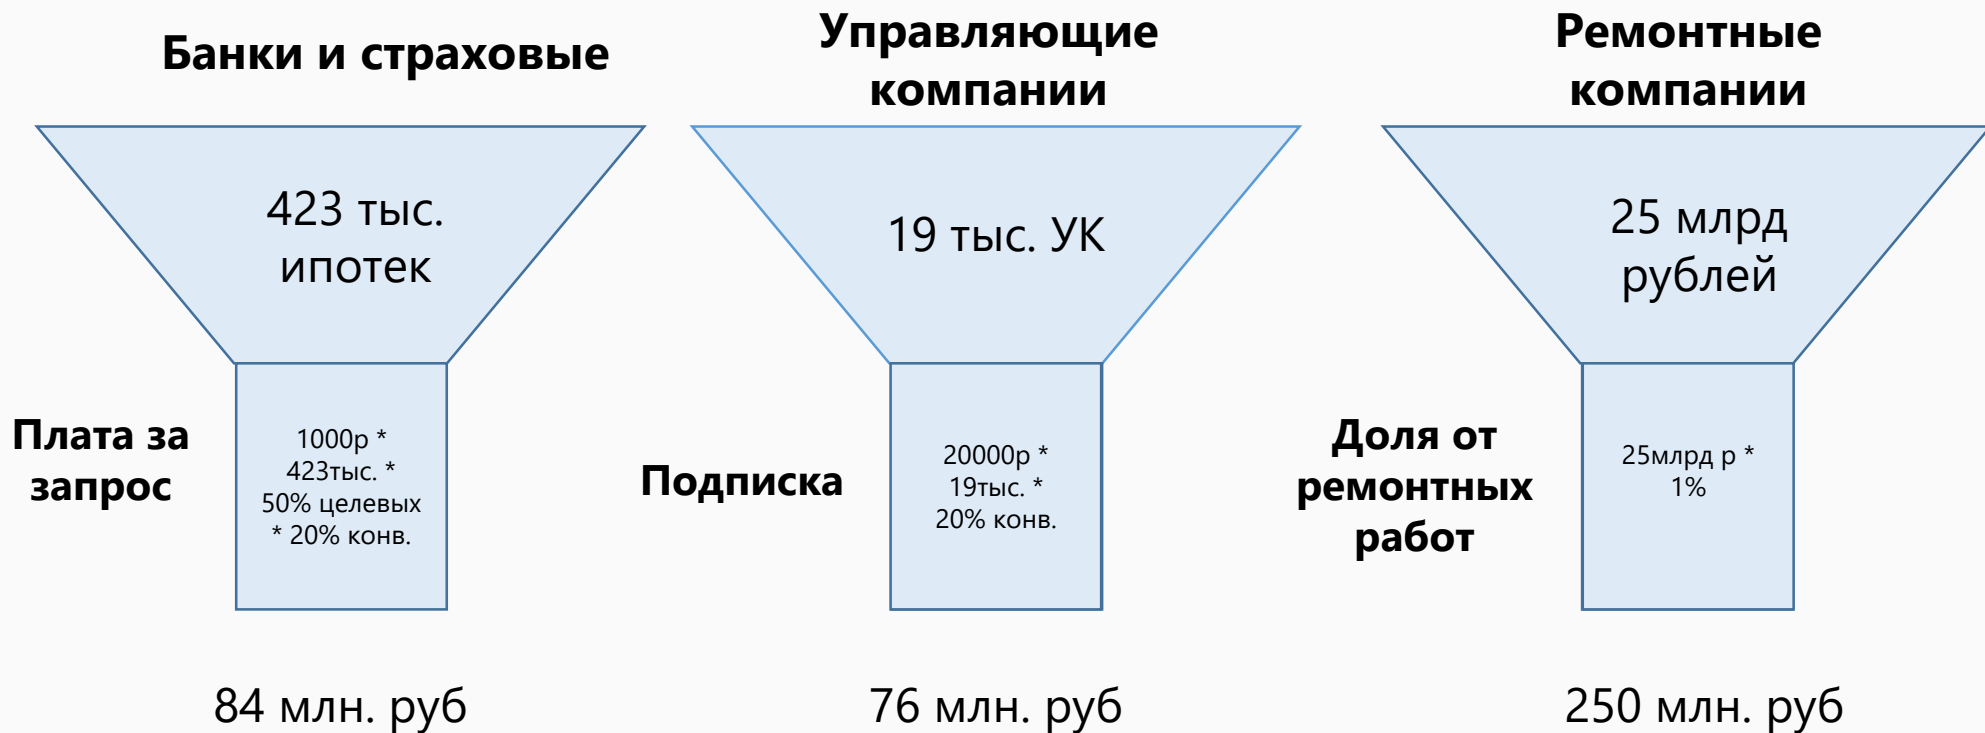 Банки и страховые
Управляющие
компании
Ремонтные
компании
423 тыс.
ипотек
19 тыс. УК
25 млрд
рублей
Плата за
запрос
1000р *
423тыс. *
50% целевых
* 20% конв.
Подписка
20000р *
19тыс. *
20% конв.
Доля от
ремонтных
работ
25млрд р *
1%
84 млн. руб
76 млн. руб
250 млн. руб